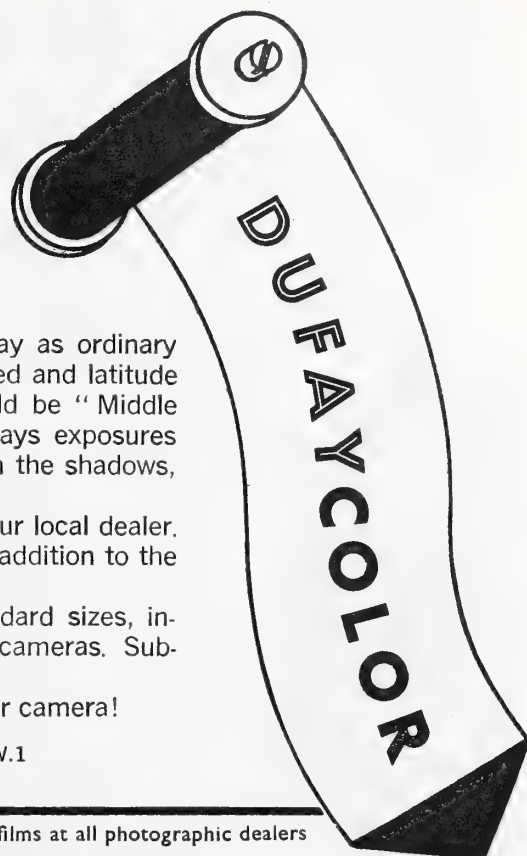 DUFAYCOLOR
ay as ordinary
ed and latitude
ld be " Middle
ays exposures
n the shadows,
ur local dealer.
addition to the
dard sizes, in-
cameras. Sub-
r camera!
W.1
films at all photographic dealers